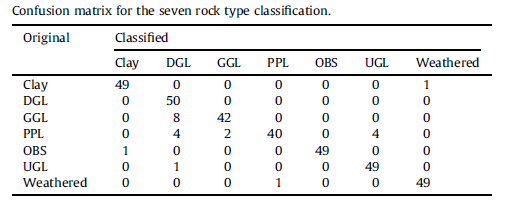 Confusion matrix for the seven rock type classification.
Original Classified
Clay DGL GGL PPL OBS UGL Weathered
Clay 49 0 0 0 0 0 1
DGL 0 50 0 0 0 0 0
GGL 0 8 42 0 0 0 0
PPL 0 4 2 40 0 4 0
OBS 1 0 0 0 49 0 0
UGL 0 1 0 0 0 49 0
Weathered 0 0 0 1 0 0 49